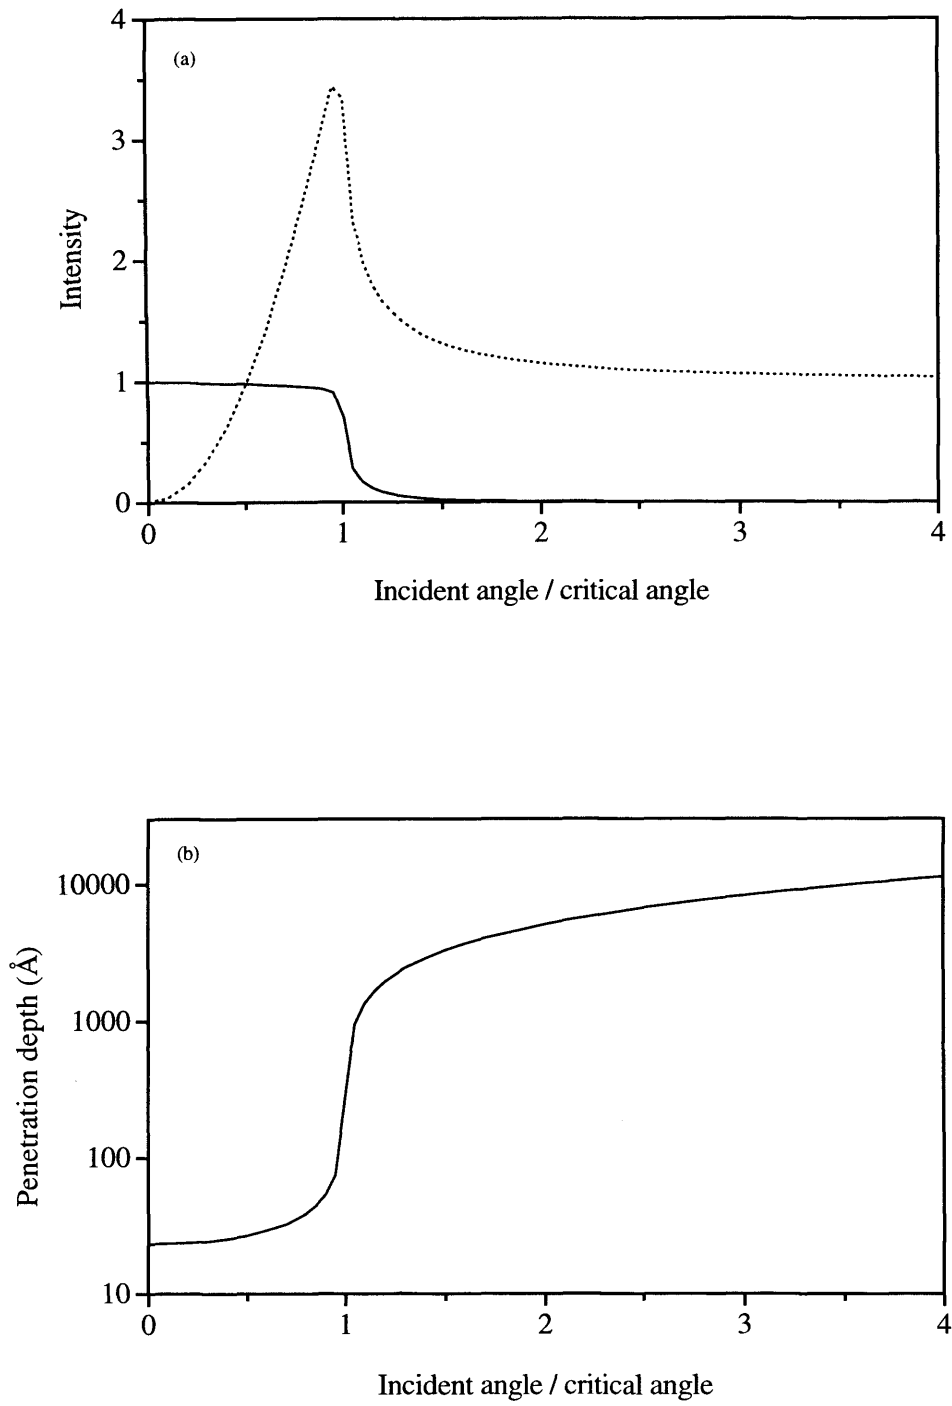 4
(a)
3
Intensity
2
1
0
0 1 2 3 4
Incident angle / critical angle
(b)
10000
Penetration depth (Å)
1000
100
10
0 1 2 3 4
Incident angle / critical angle